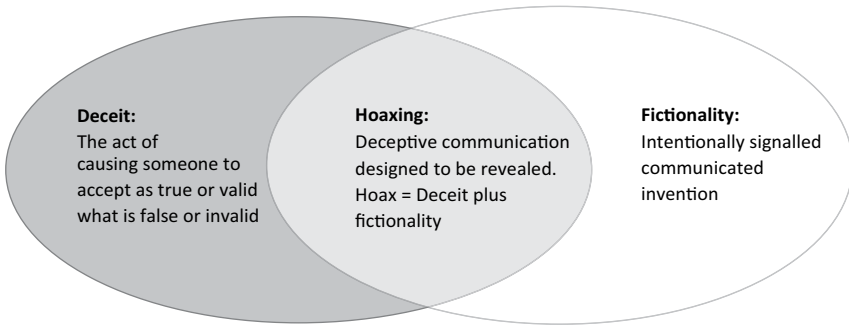 Deceit:
The act of
causing someone to
accept as true or valid
what is false or invalid
Hoaxing:
Deceptive communication
designed to be revealed.
Hoax = Deceit plus
fictionality
Fictionality:
Intentionally signalled
communicated
invention